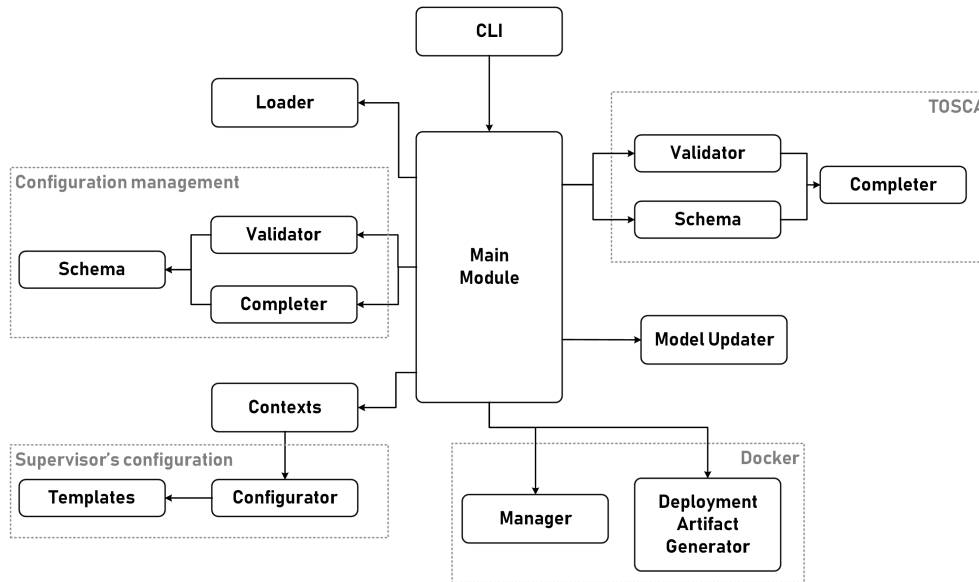 CLI
Loader
TOSCA
Validator
Completer
Schema
Configuration management
Validator
Schema
Completer
Main
Module
Model Updater
Contexts
Supervisor's configuration
Templates
Configurator
Docker
Manager
Deployment
Artifact
Generator